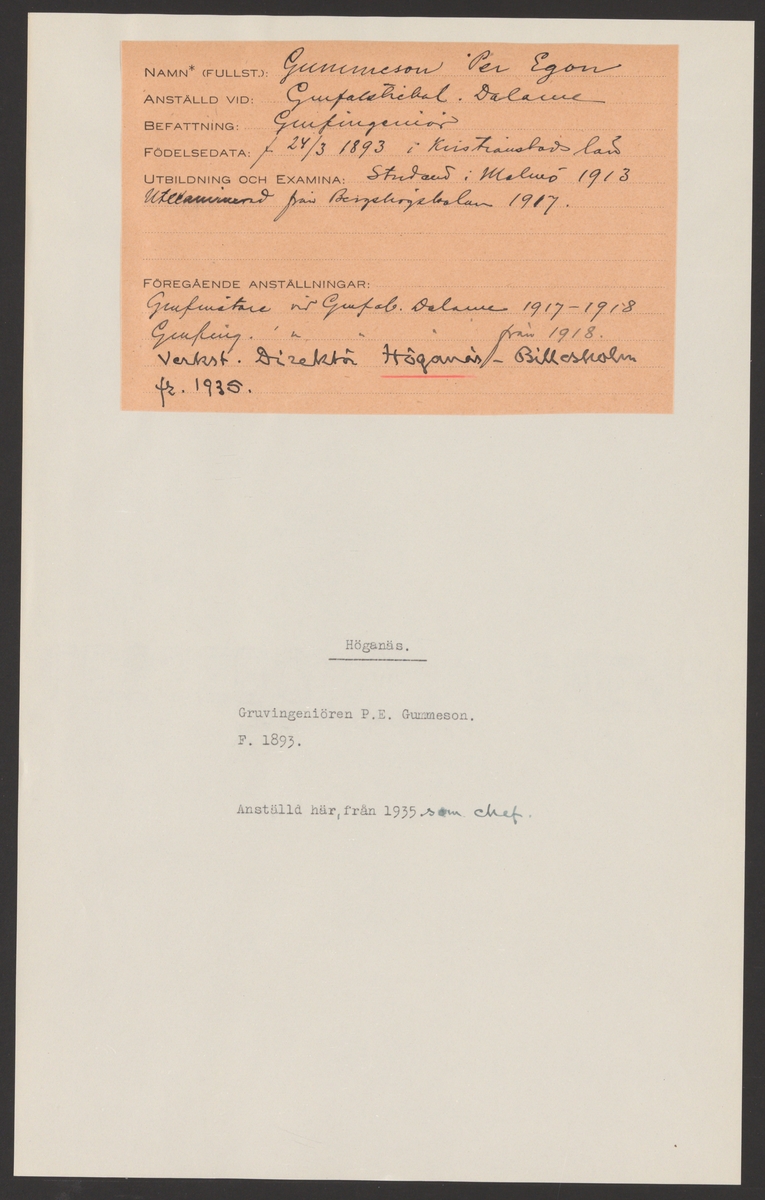 NAMN* (FULLST.): Gummeson Per Egon
ANSTÄLLD VID: Grufaktiebol. Dalarne
BEFATTNING: Grufingeniör
FÖDELSEDATA: f. 24/3 1893 i Kristianstads län
UTBILDNING OCH EXAMINA: Student i Malmö 1913
Utexaminerad från Bergshögskolan 1917.
FÖREGÅENDE ANSTÄLLNINGAR:
Grufmätare vid Grufab. Dalarne 1917-1918
Grufing. " " " " från 1918.
Verkst. Direktör Höganäs - Billesholm
fr. 1935.
Höganäs.
Gruvingeniören P.E. Gummeson.
F. 1893.
Anställd här, från 1935 som chef.